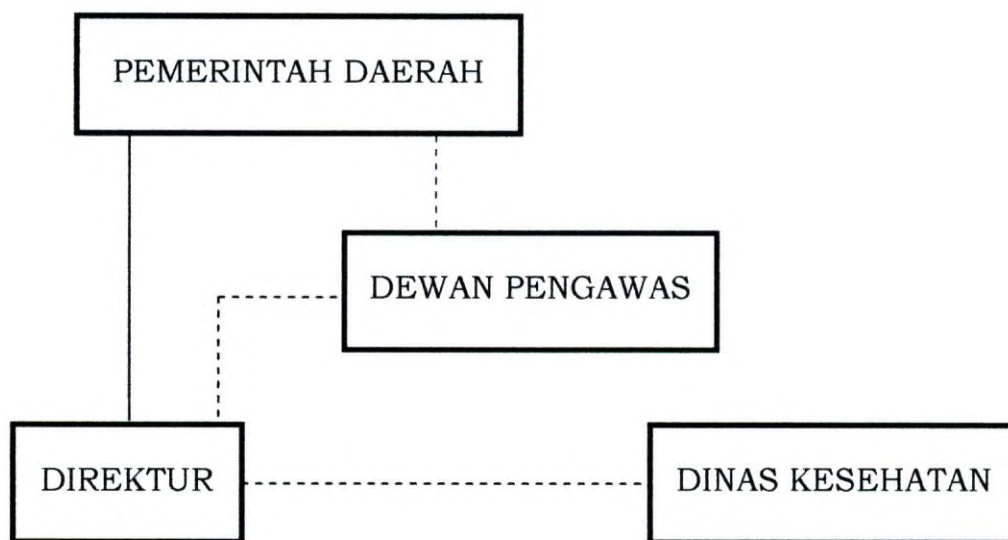 PEMERINTAH DAERAH
DEWAN PENGAWAS
DIREKTUR
DINAS KESEHATAN